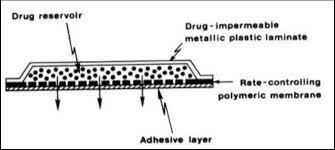 Drug reservoir
Drug-impermeable
metallic plastic laminate
Rate-controlling
polymeric membrane
Adhesive layer